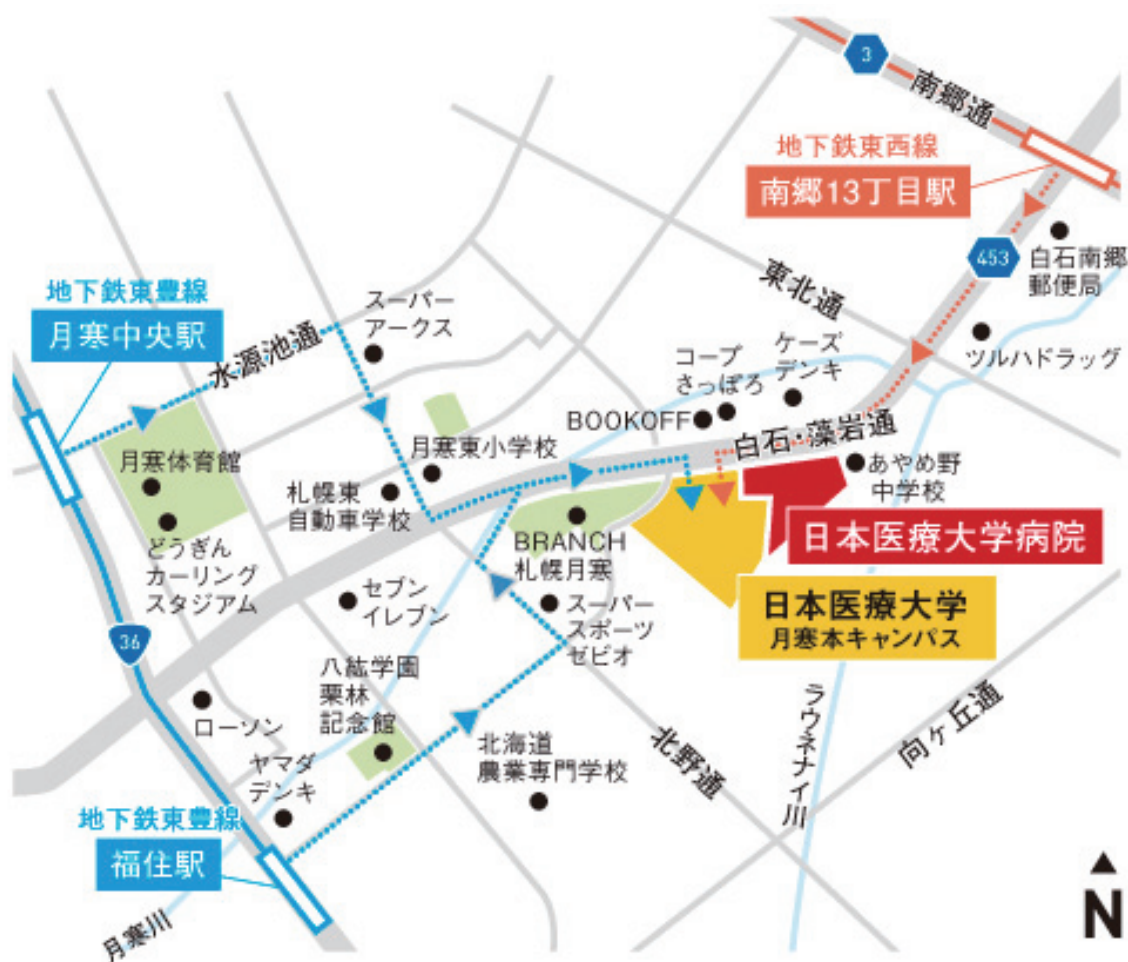 3
南郷通
地下鉄東西線
南郷13丁目駅
453
白石南郷
郵便局
東北通
ツルハドラッグ
地下鉄東豊線
月寒中央駅
スーパー
アークス
水源池通
ケーズ
デンキ
コープ
さっぽろ
BOOKOFF
白石・藻岩通
月寒体育館
月寒東小学校
あやめ野
中学校
札幌東
自動車学校
どうぎん
カーリング
スタジアム
BRANCH
札幌月寒
日本医療大学病院
セブン
イレブン
スーパー
スポーツ
ゼビオ
日本医療大学
月寒本キャンパス
36
八紘学園
栗林
記念館
ローソン
ヤマダ
デンキ
北海道
農業専門学校
北野通
ラウネナイ川
向ヶ丘通
地下鉄東豊線
福住駅
月寒川
N